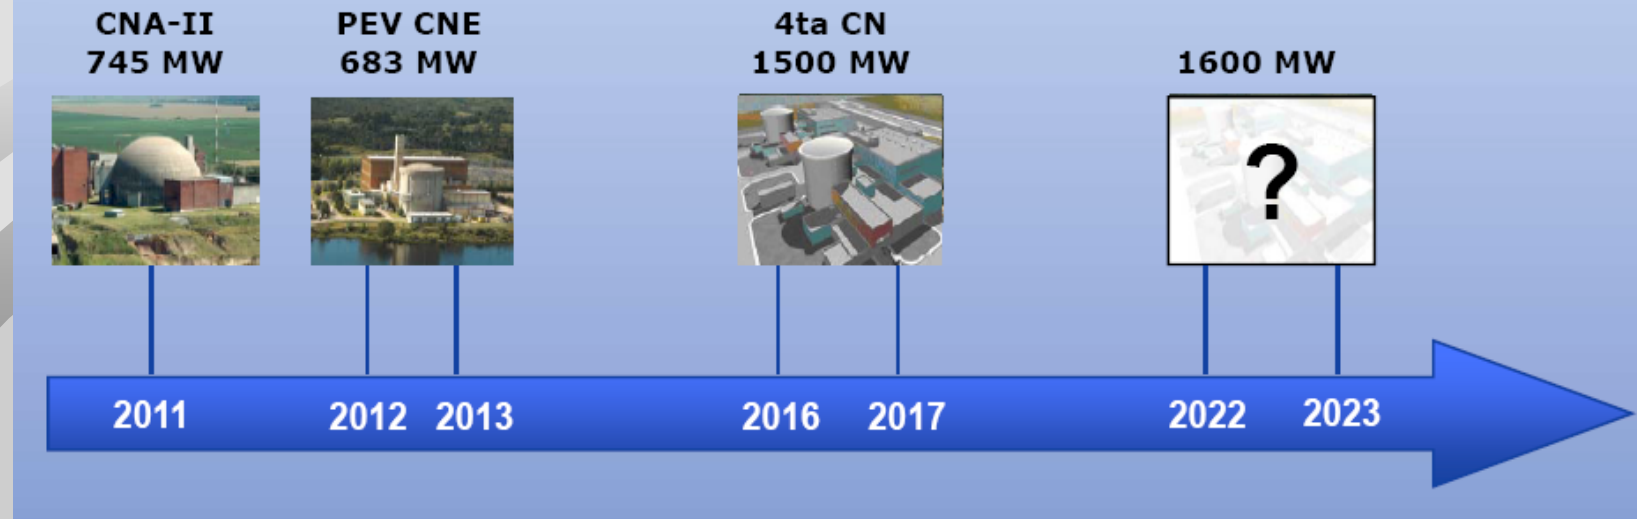 CNA-II
745 MW
PEV CNE
683 MW
4ta CN
1500 MW
1600 MW
?
2011
2012
2013
2016
2017
2022
2023